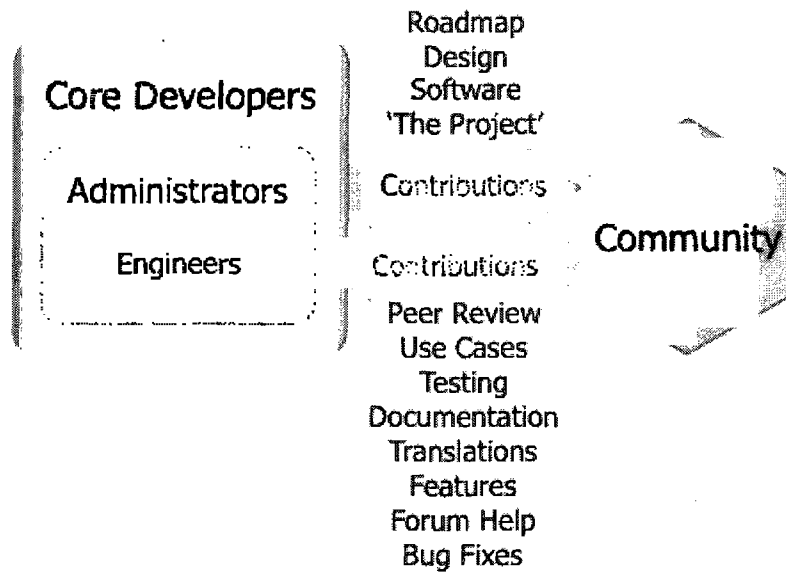 Core Developers
Administrators
Engineers
Roadmap
Design
Software
'The Project'
Contributions
Contributions
Peer Review
Use Cases
Testing
Documentation
Translations
Features
Forum Help
Bug Fixes
Community